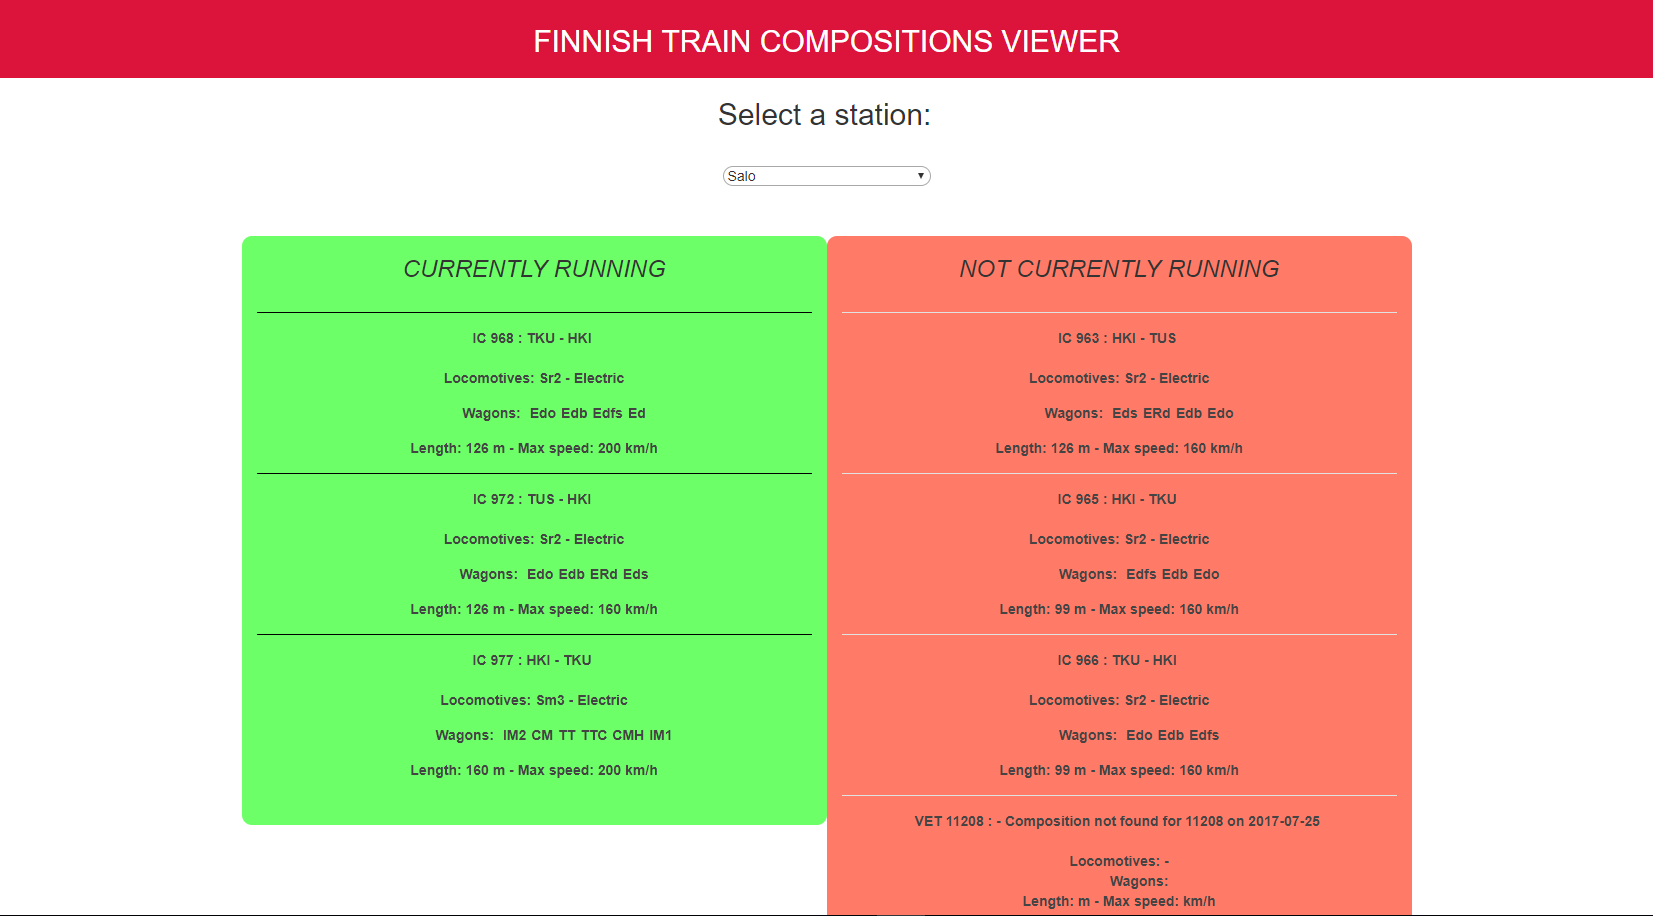 FINNISH TRAIN COMPOSITIONS VIEWER
Select a station:
Salo
CURRENTLY RUNNING
IC 968 : TKU - HKI
Locomotives: Sr2 - Electric
Wagons: Edo Edb Edfs Ed
Length: 126 m - Max speed: 200 km/h
IC 972 : TUS - HKI
Locomotives: Sr2 - Electric
Wagons: Edo Edb ERd Eds
Length: 126 m - Max speed: 160 km/h
IC 977 : HKI - TKU
Locomotives: Sm3 - Electric
Wagons: IM2 CM TT TTC CMH IM1
Length: 160 m - Max speed: 200 km/h
NOT CURRENTLY RUNNING
IC 963 : HKI - TUS
Locomotives: Sr2 - Electric
Wagons: Eds ERd Edb Edo
Length: 126 m - Max speed: 160 km/h
IC 965 : HKI - TKU
Locomotives: Sr2 - Electric
Wagons: Edfs Edb Edo
Length: 99 m - Max speed: 160 km/h
IC 966 : TKU - HKI
Locomotives: Sr2 - Electric
Wagons: Edo Edb Edfs
Length: 99 m - Max speed: 160 km/h
VET 11208 : - Composition not found for 11208 on 2017-07-25
Locomotives: -
Wagons:
Length: m - Max speed: km/h